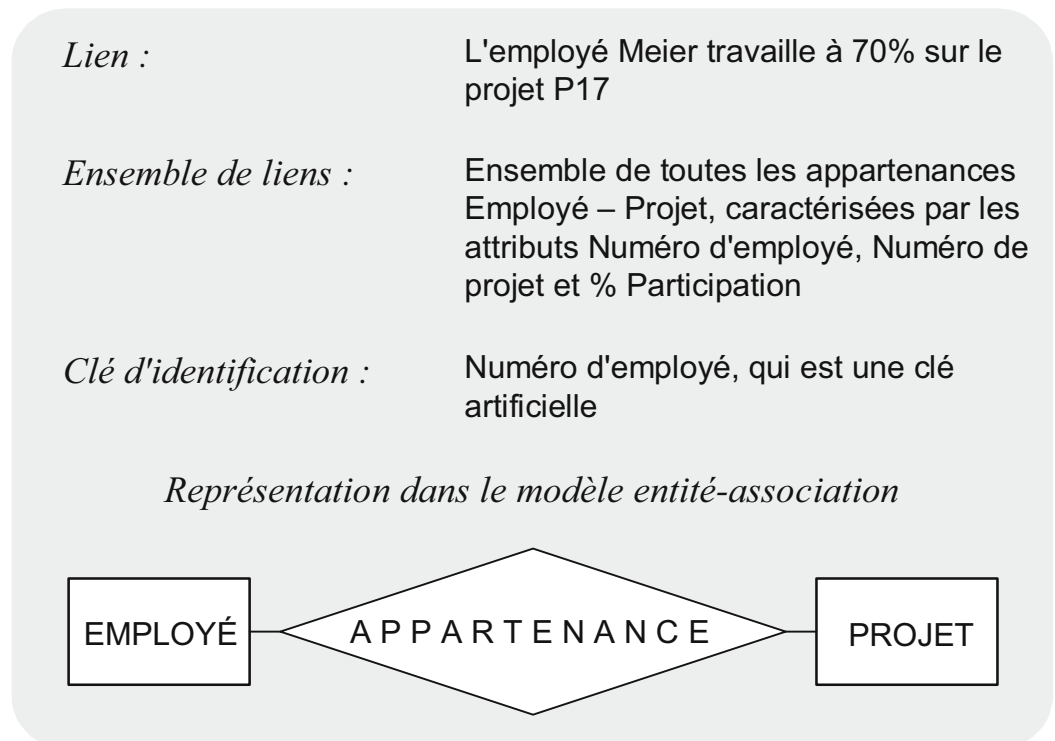 Lien :
L'employé Meier travaille à 70% sur le
projet P17
Ensemble de liens :
Ensemble de toutes les appartenances
Employé – Projet, caractérisées par les
attributs Numéro d'employé, Numéro de
projet et % Participation
Clé d'identification :
Numéro d'employé, qui est une clé
artificielle
Représentation dans le modèle entité-association
EMPLOYÉ
APPARTENANCE
PROJET